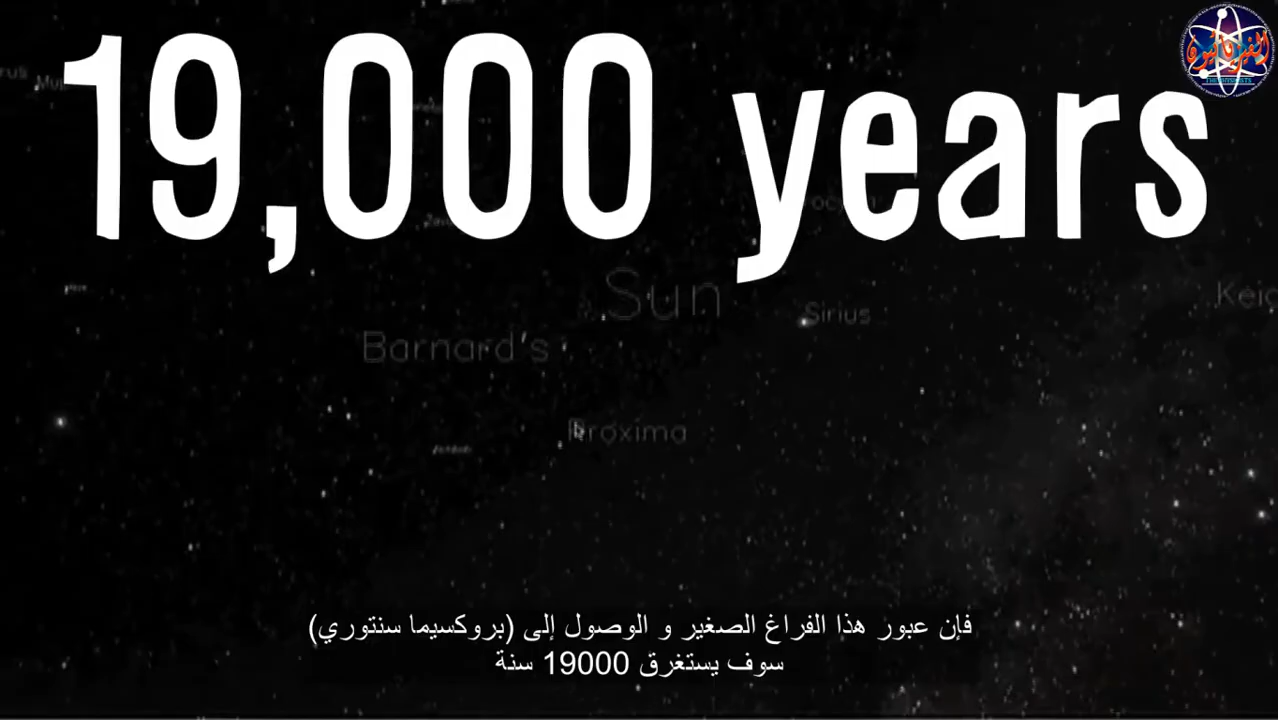 19,000 years
الفيزيائيون
Sun
Sirius
Barnard's
Proxima
فإن عبور هذا الفراغ الصغير و الوصول إلى (بروكسيما سنتوري)
سوف يستغرق 19000 سنة